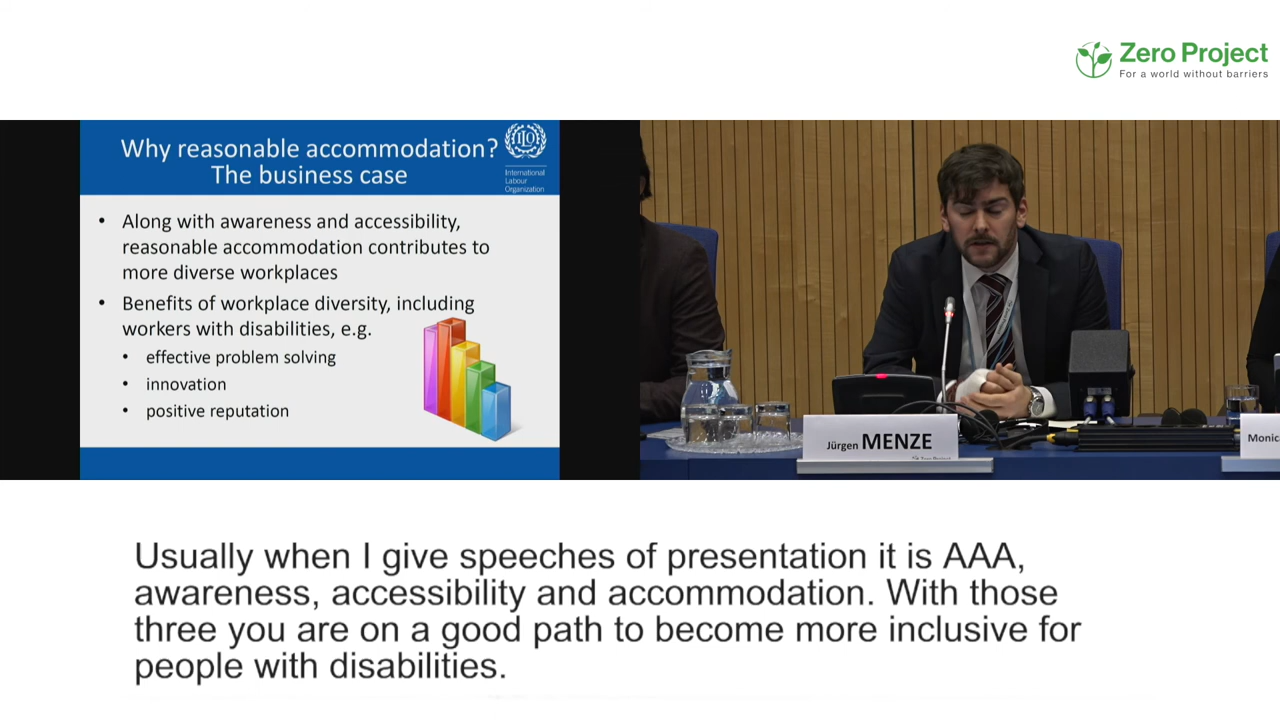 Zero Project
For a world without barriers
Why reasonable accommodation?
The business case
International
Labour
Organization
• Along with awareness and accessibility,
reasonable accommodation contributes to
more diverse workplaces
• Benefits of workplace diversity, including
workers with disabilities, e.g.
• effective problem solving
• innovation
• positive reputation
Jürgen MENZE
Monic
Usually when I give speeches of presentation it is AAA,
awareness, accessibility and accommodation. With those
three you are on a good path to become more inclusive for
people with disabilities.